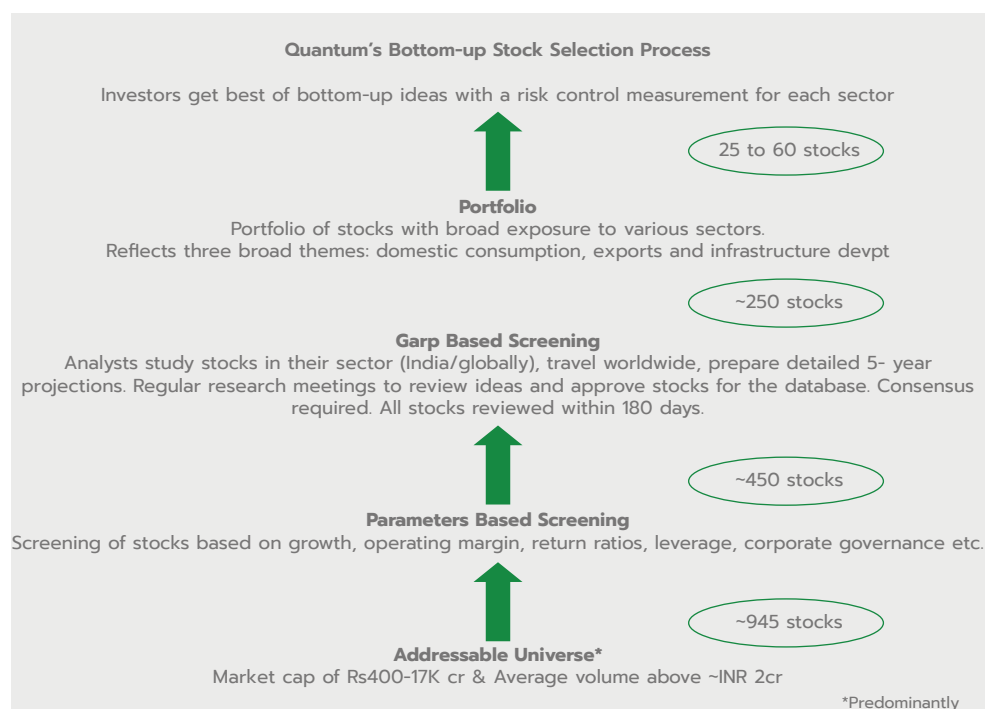 Quantum's Bottom-up Stock Selection Process
Investors get best of bottom-up ideas with a risk control measurement for each sector
25 to 60 stocks
Portfolio
Portfolio of stocks with broad exposure to various sectors.
Reflects three broad themes: domestic consumption, exports and infrastructure devpt
~250 stocks
Garp Based Screening
Analysts study stocks in their sector (India/globally), travel worldwide, prepare detailed 5- year
projections. Regular research meetings to review ideas and approve stocks for the database. Consensus
required. All stocks reviewed within 180 days.
~450 stocks
Parameters Based Screening
Screening of stocks based on growth, operating margin, return ratios, leverage, corporate governance etc.
~945 stocks
Addressable Universe*
Market cap of Rs400-17K cr & Average volume above ~INR 2cr
*Predominantly